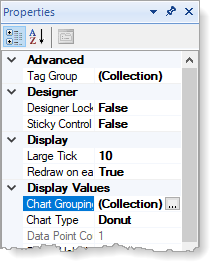 Properties
Advanced
Tag Group (Collection)
Designer
Designer Lock False
Sticky Control False
Display
Large Tick 10
Redraw on ea True
Display Values
Chart Grouping (Collection) ...
Chart Type Donut
Data Point Co 1